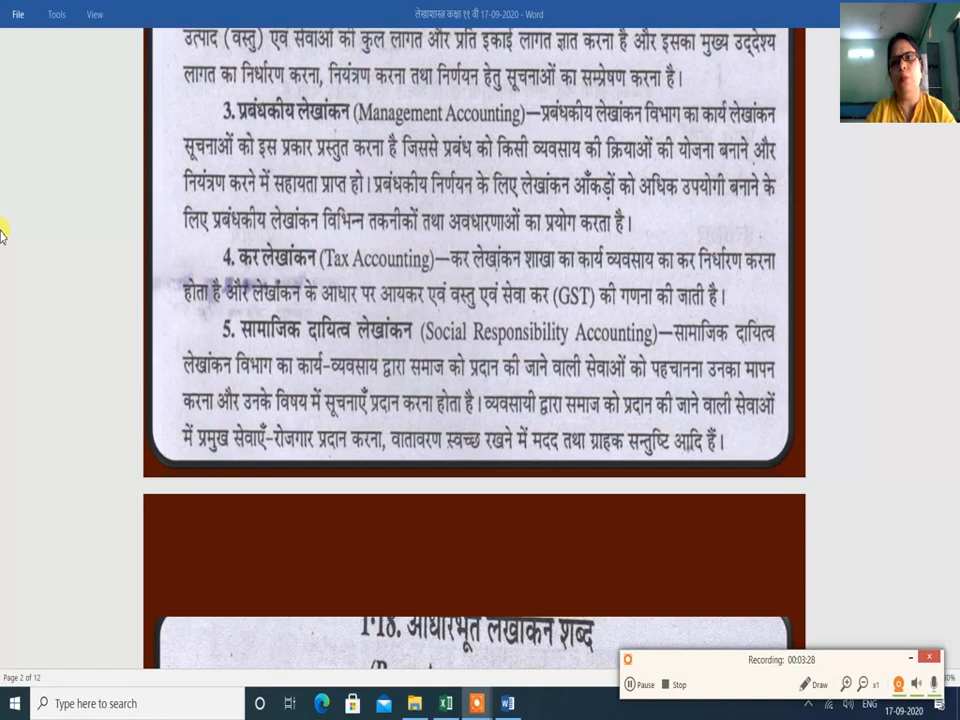 File Tools View लेखाशास्त्र कक्षा ११ वी 17-09-2020 - Word
उत्पाद (वस्तु) एवं सेवाओं की कुल लागत और प्रति इकाई लागत ज्ञात करना है और इसका मुख्य उद्देश्य
लागत का निर्धारण करना, नियंत्रण करना तथा निर्णयन हेतु सूचनाओं का सम्प्रेषण करना है।
3. प्रबंधकीय लेखांकन (Management Accounting)—प्रबंधकीय लेखांकन विभाग का कार्य लेखांकन
सूचनाओं को इस प्रकार प्रस्तुत करना है जिससे प्रबंध को किसी व्यवसाय की क्रियाओं की योजना बनाने और
नियंत्रण करने में सहायता प्राप्त हो। प्रबंधकीय निर्णयन के लिए लेखांकन आँकड़ों को अधिक उपयोगी बनाने के
लिए प्रबंधकीय लेखांकन विभिन्न तकनीकों तथा अवधारणाओं का प्रयोग करता है।
4. कर लेखांकन (Tax Accounting)—कर लेखांकन शाखा का कार्य व्यवसाय का कर निर्धारण करना
होता है और लेखांकन के आधार पर आयकर एवं वस्तु एवं सेवा कर (GST) की गणना की जाती है।
5. सामाजिक दायित्व लेखांकन (Social Responsibility Accounting)—सामाजिक दायित्व
लेखांकन विभाग का कार्य-व्यवसाय द्वारा समाज को प्रदान की जाने वाली सेवाओं को पहचानना उनका मापन
करना और उनके विषय में सूचनाएँ प्रदान करना होता है। व्यवसायी द्वारा समाज को प्रदान की जाने वाली सेवाओं
में प्रमुख सेवाएँ-रोजगार प्रदान करना, वातावरण स्वच्छ रखने में मदद तथा ग्राहक सन्तुष्टि आदि हैं।
1·18. आधारभूत लेखांकन शब्द
Recording: 00:03:28
Pause Stop Draw x1
Page 2 of 12
Type here to search ENG 17-09-2020